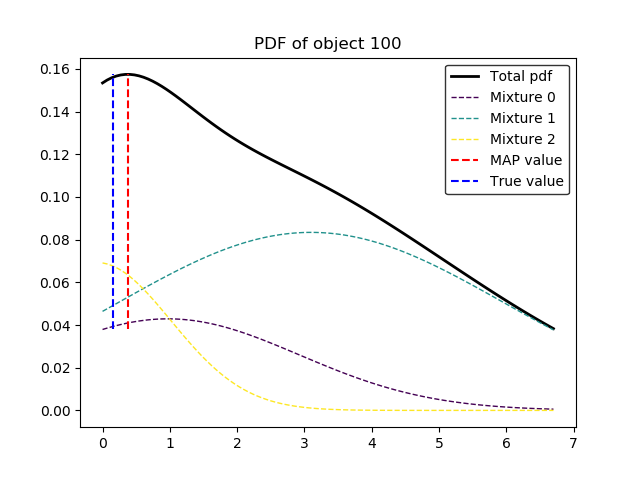 PDF of object 100
Total pdf
Mixture 0
Mixture 1
Mixture 2
MAP value
True value
0.16
0.14
0.12
0.10
0.08
0.06
0.04
0.02
0.00
0 1 2 3 4 5 6 7